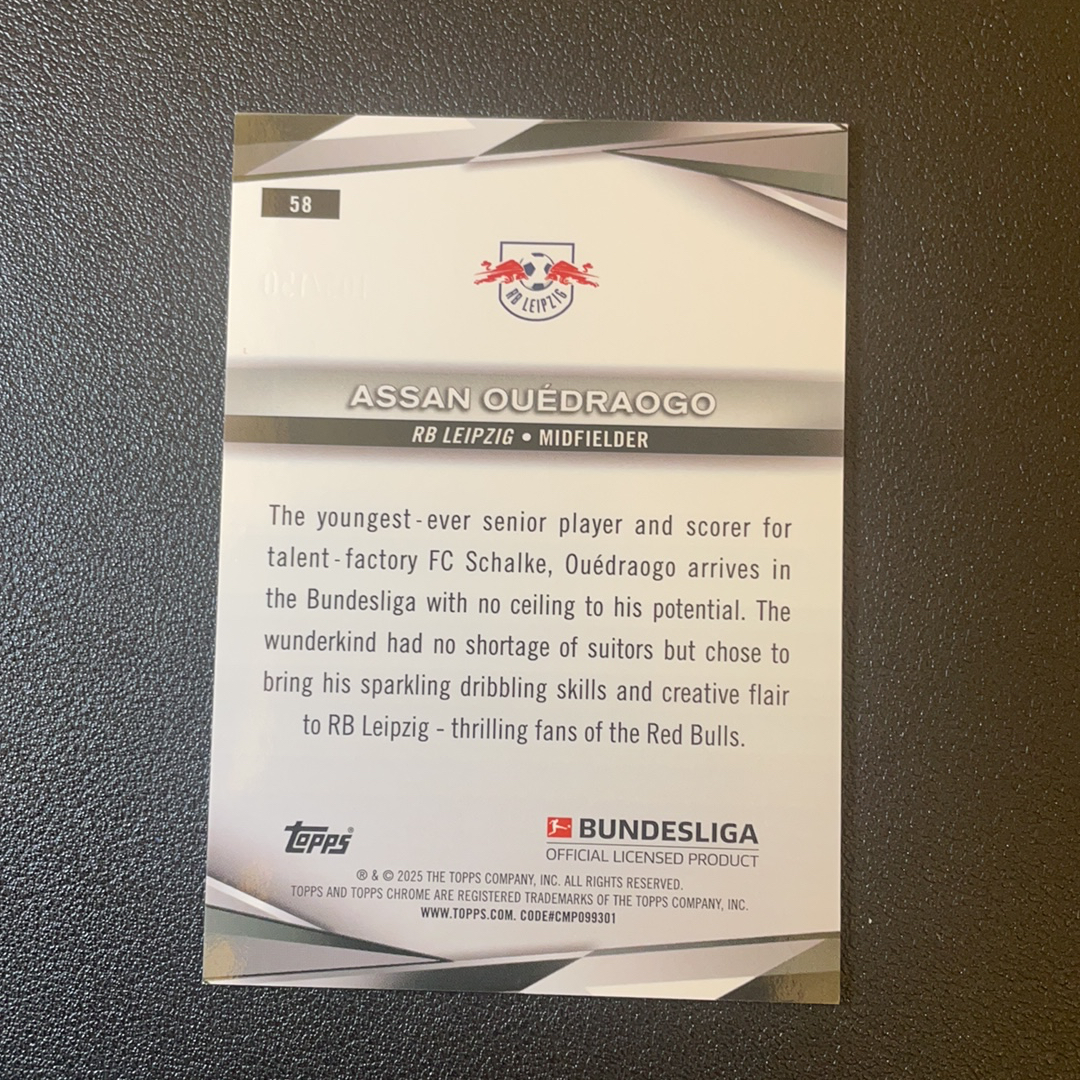 58
RB LEIPZIG
ASSAN OUÉDRAOGO
RB LEIPZIG • MIDFIELDER
The youngest-ever senior player and scorer for
talent-factory FC Schalke, Ouédraogo arrives in
the Bundesliga with no ceiling to his potential. The
wunderkind had no shortage of suitors but chose to
bring his sparkling dribbling skills and creative flair
to RB Leipzig - thrilling fans of the Red Bulls.
topps®
BUNDESLIGA
OFFICIAL LICENSED PRODUCT
® & © 2025 THE TOPPS COMPANY, INC. ALL RIGHTS RESERVED.
TOPPS AND TOPPS CHROME ARE REGISTERED TRADEMARKS OF THE TOPPS COMPANY, INC.
WWW.TOPPS.COM. CODE#CMP099301